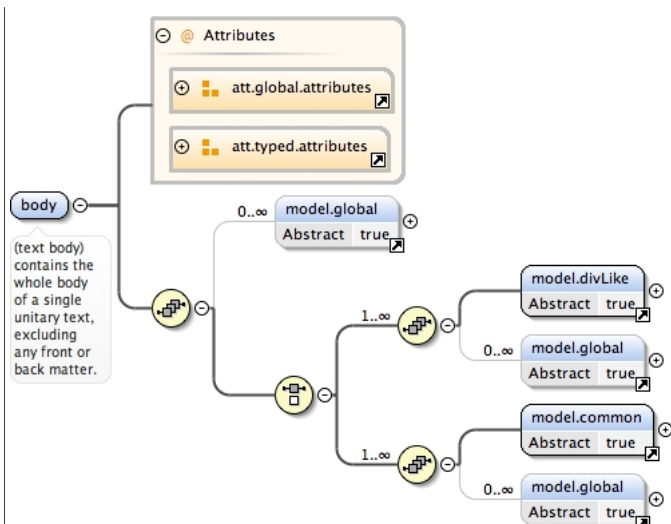 @ Attributes
att.global.attributes
att.typed.attributes
body
(text body)
contains the
whole body
of a single
unitary text,
excluding
any front or
back matter.
0..∞
model.global
Abstract true
1..∞
model.divLike
Abstract true
0..∞
model.global
Abstract true
1..∞
model.common
Abstract true
0..∞
model.global
Abstract true